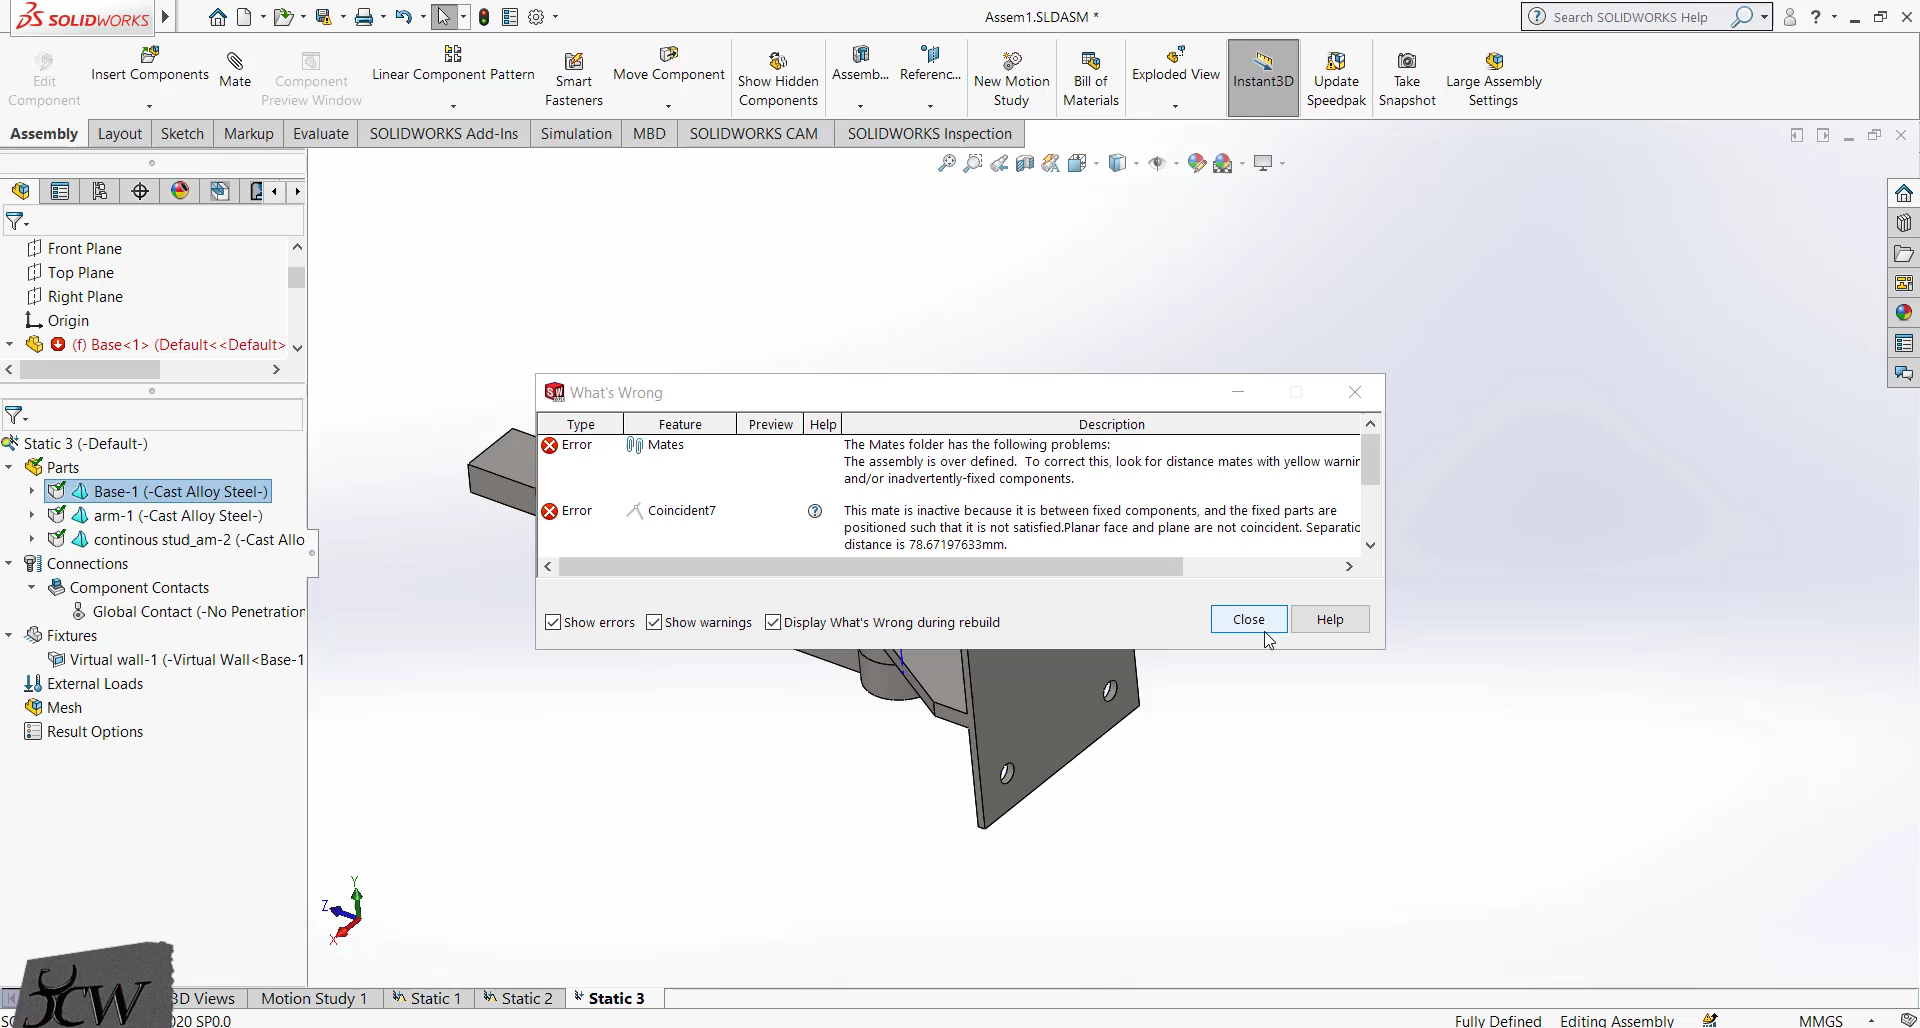 SOLIDWORKS
Assem1.SLDASM *
Search SOLIDWORKS Help
Edit Component
Insert Components
Mate
Component Preview Window
Linear Component Pattern
Smart Fasteners
Move Component
Show Hidden Components
Assemb...
Referenc...
New Motion Study
Bill of Materials
Exploded View
Instant3D
Update Speedpak
Take Snapshot
Large Assembly Settings
Assembly
Layout
Sketch
Markup
Evaluate
SOLIDWORKS Add-Ins
Simulation
MBD
SOLIDWORKS CAM
SOLIDWORKS Inspection
Front Plane
Top Plane
Right Plane
Origin
(f) Base<1> (Default<<Default>
Static 3 (-Default-)
Parts
Base-1 (-Cast Alloy Steel-)
arm-1 (-Cast Alloy Steel-)
continous stud_am-2 (-Cast Allo
Connections
Component Contacts
Global Contact (-No Penetration
Fixtures
Virtual wall-1 (-Virtual Wall<Base-1
External Loads
Mesh
Result Options
What's Wrong
Type Feature Preview Help Description
Error Mates The Mates folder has the following problems:
The assembly is over defined. To correct this, look for distance mates with yellow warnin
and/or inadvertently-fixed components.
Error Coincident7 This mate is inactive because it is between fixed components, and the fixed parts are
positioned such that it is not satisfied.Planar face and plane are not coincident. Separatio
distance is 78.67197633mm.
Show errors
Show warnings
Display What's Wrong during rebuild
Close
Help
Y
Z
X
JCW
3D Views
Motion Study 1
Static 1
Static 2
Static 3
020 SP0.0
Fully Defined
Editing Assembly
MMGS